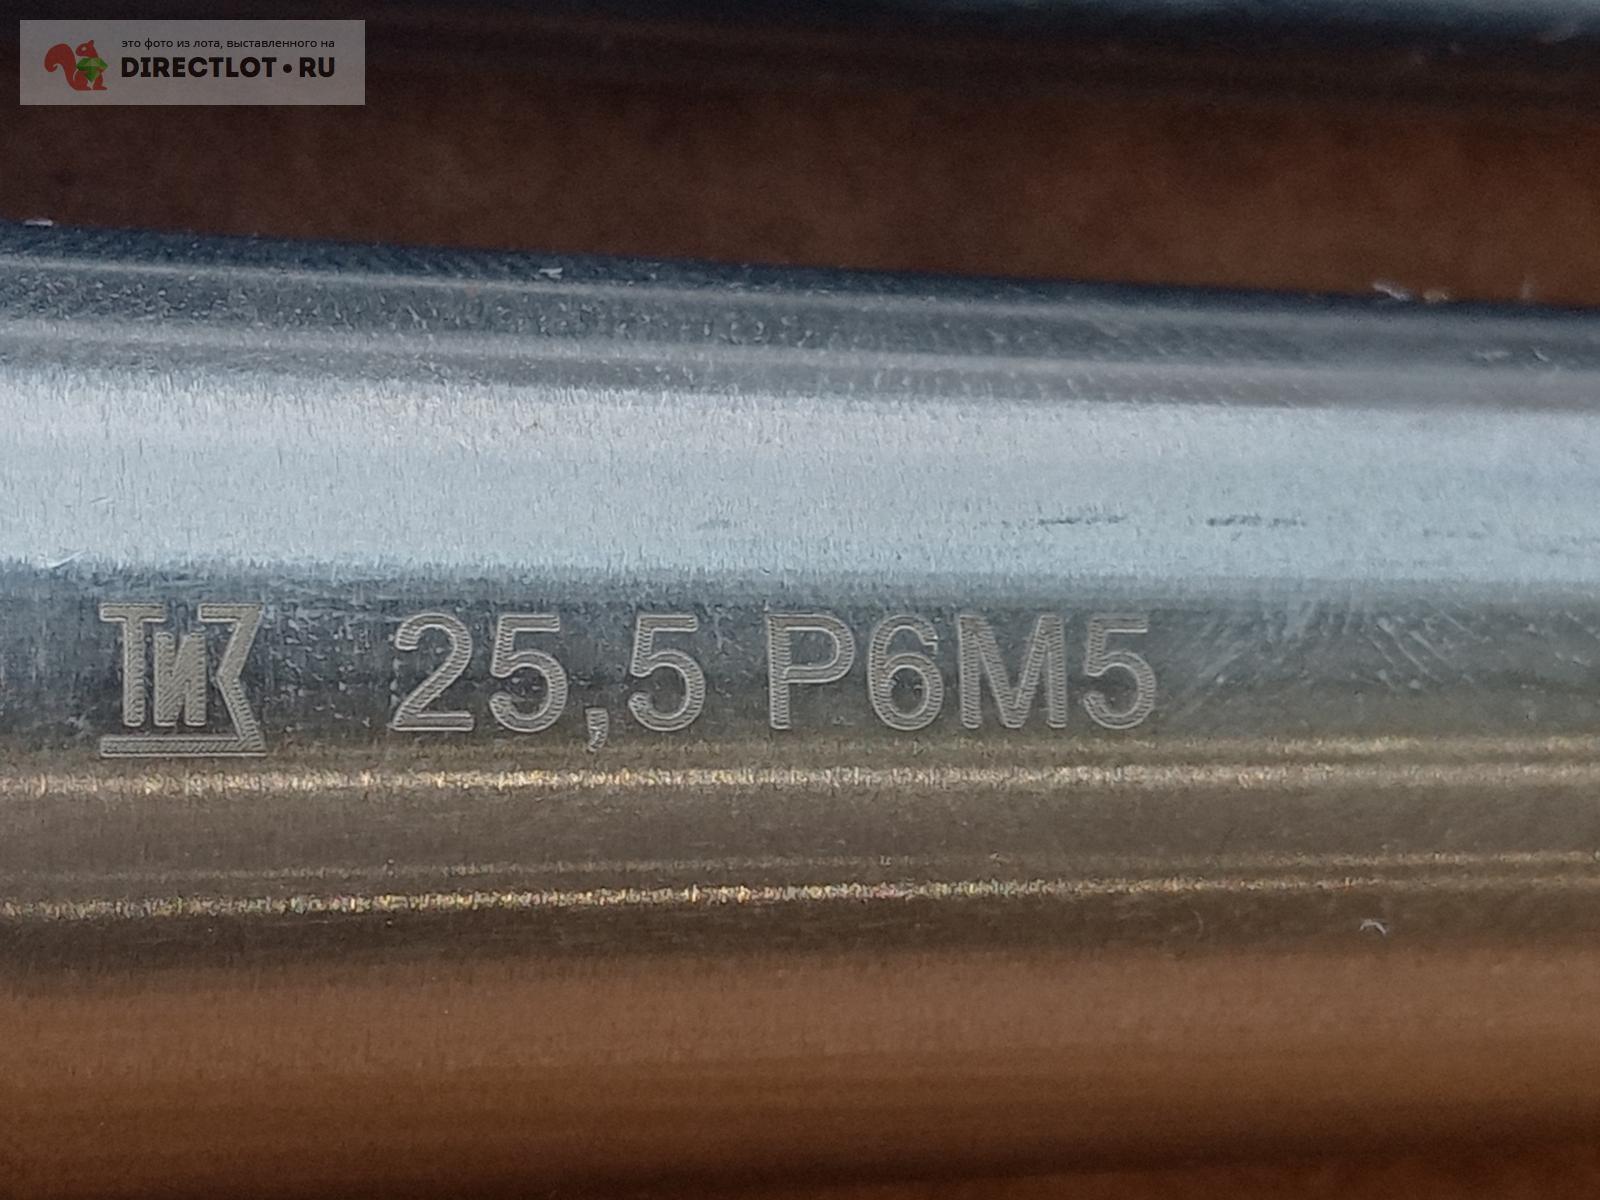 это фото из лота, выставленного на
DIRECTLOT•RU
ТИЗ 25,5 Р6М5